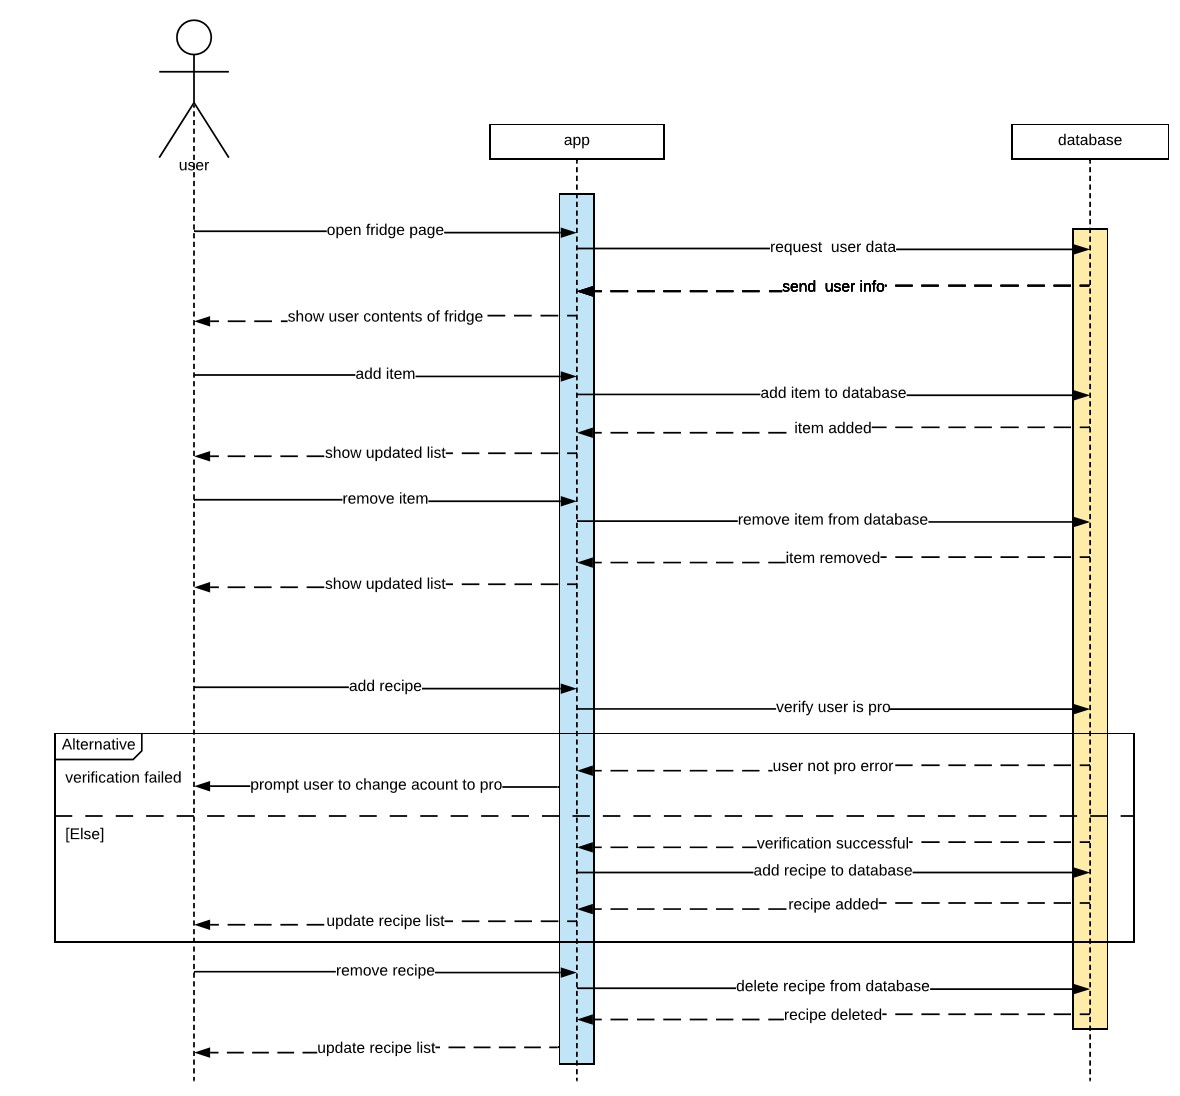 user
app
database
open fridge page
request  user data
send  user info
show user contents of fridge
add item
add item to database
item added
show updated list
remove item
remove item from database
item removed
show updated list
add recipe
verify user is pro
Alternative
verification failed
user not pro error
prompt user to change acount to pro
[Else]
verification successful
add recipe to database
recipe added
update recipe list
remove recipe
delete recipe from database
recipe deleted
update recipe list